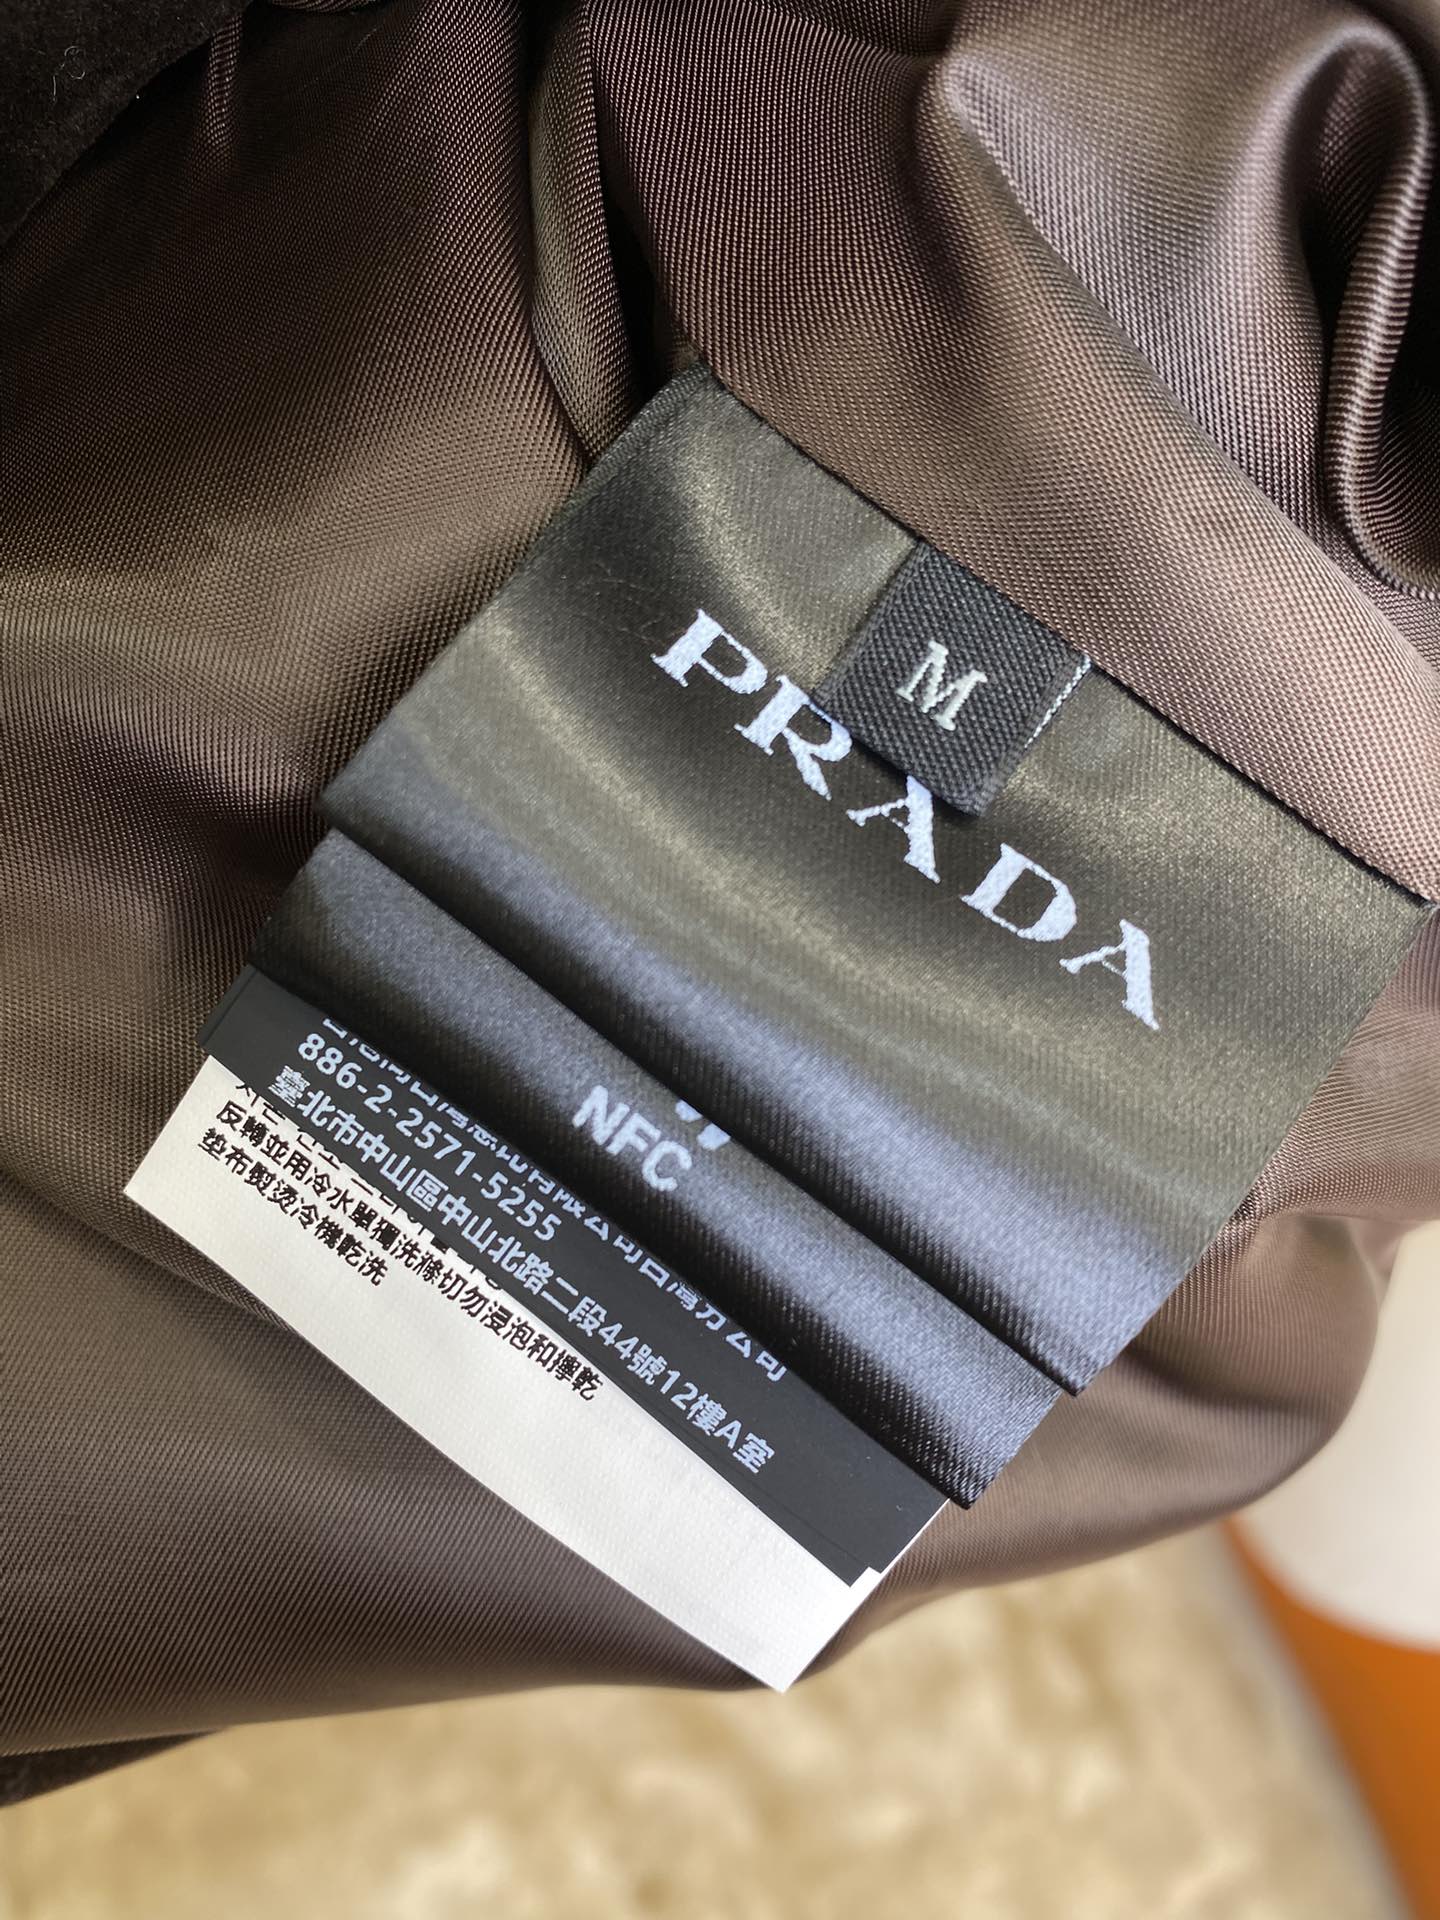 M
PRADA
NFC
886-2-2571-5255
臺北市中山區中山北路二段44號12樓A室
反轉並用冷水單獨洗滌切勿浸泡和擰乾
垫布熨烫冷機乾洗